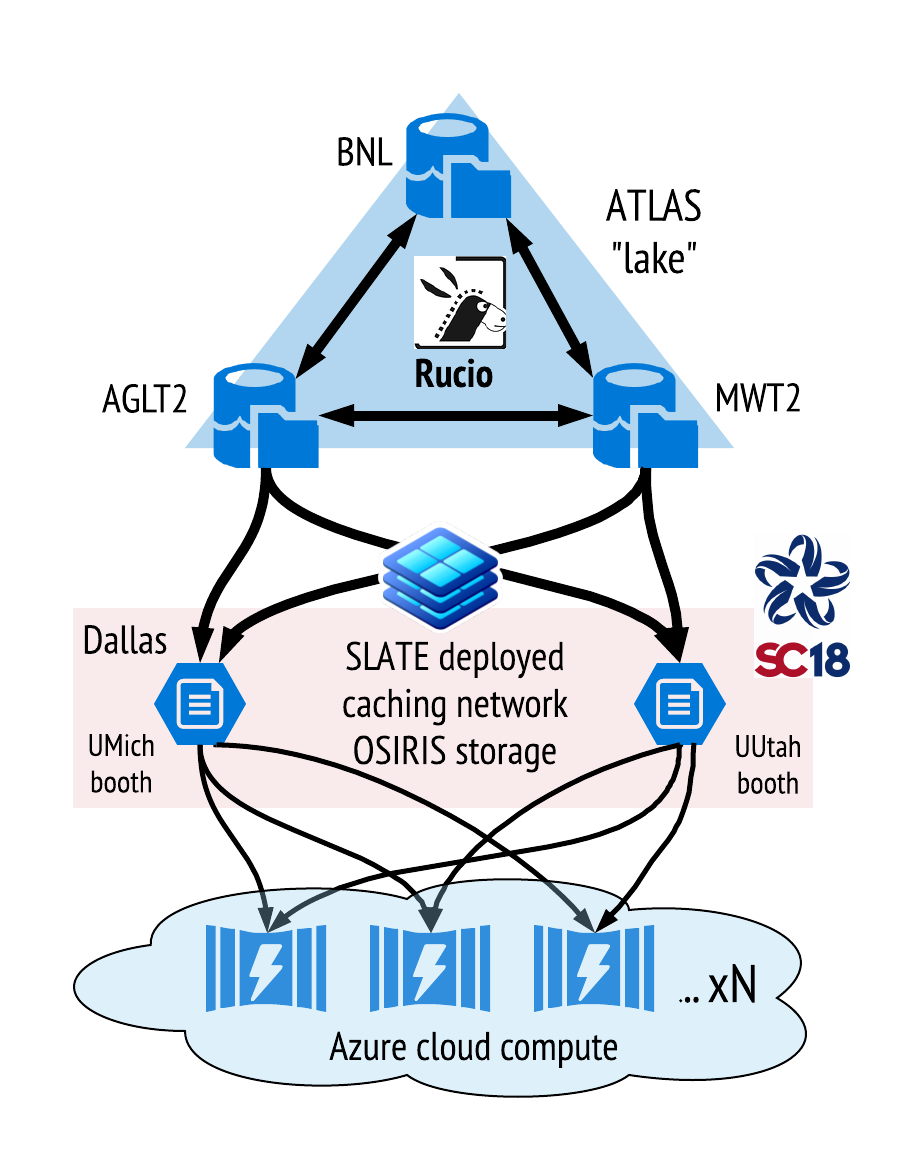 BNL
ATLAS
"lake"
Rucio
AGLT2
MWT2
Dallas
SC18
SLATE deployed
caching network
OSIRIS storage
UMich
booth
UUtah
booth
... xN
Azure cloud compute